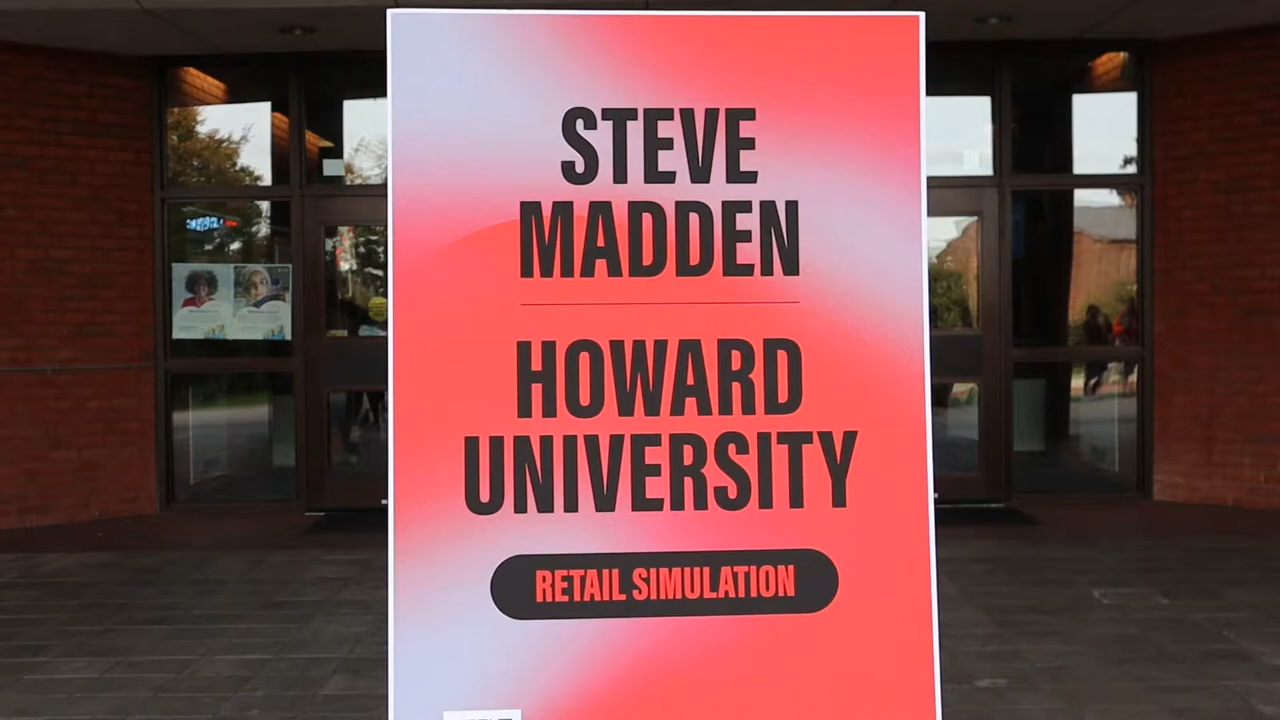 STEVE
MADDEN
HOWARD
UNIVERSITY
RETAIL SIMULATION